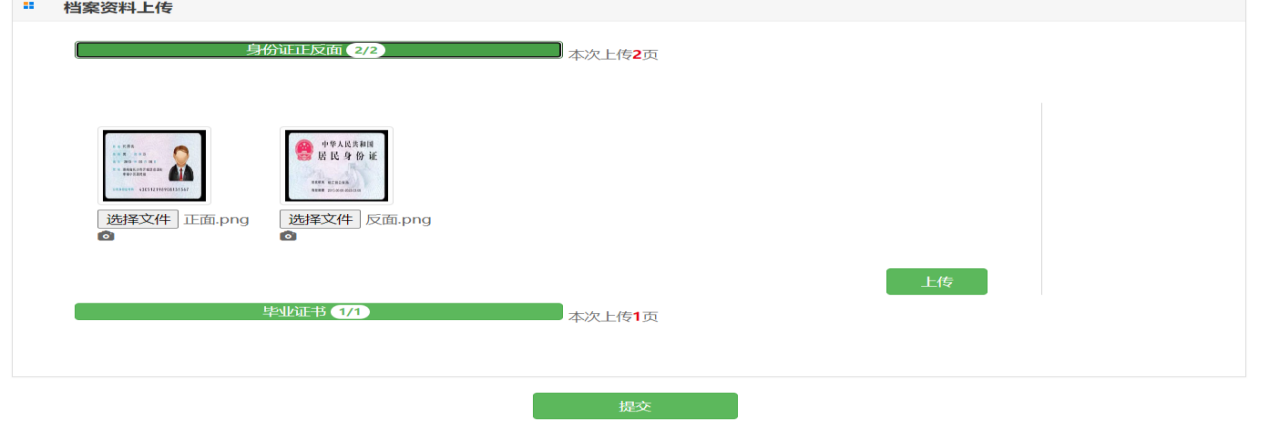 档案资料上传
身份证正反面 2/2 本次上传2页
中华人民共和国
居民身份证
选择文件 正面.png 选择文件 反面.png
上传
毕业证书 1/1 本次上传1页
提交